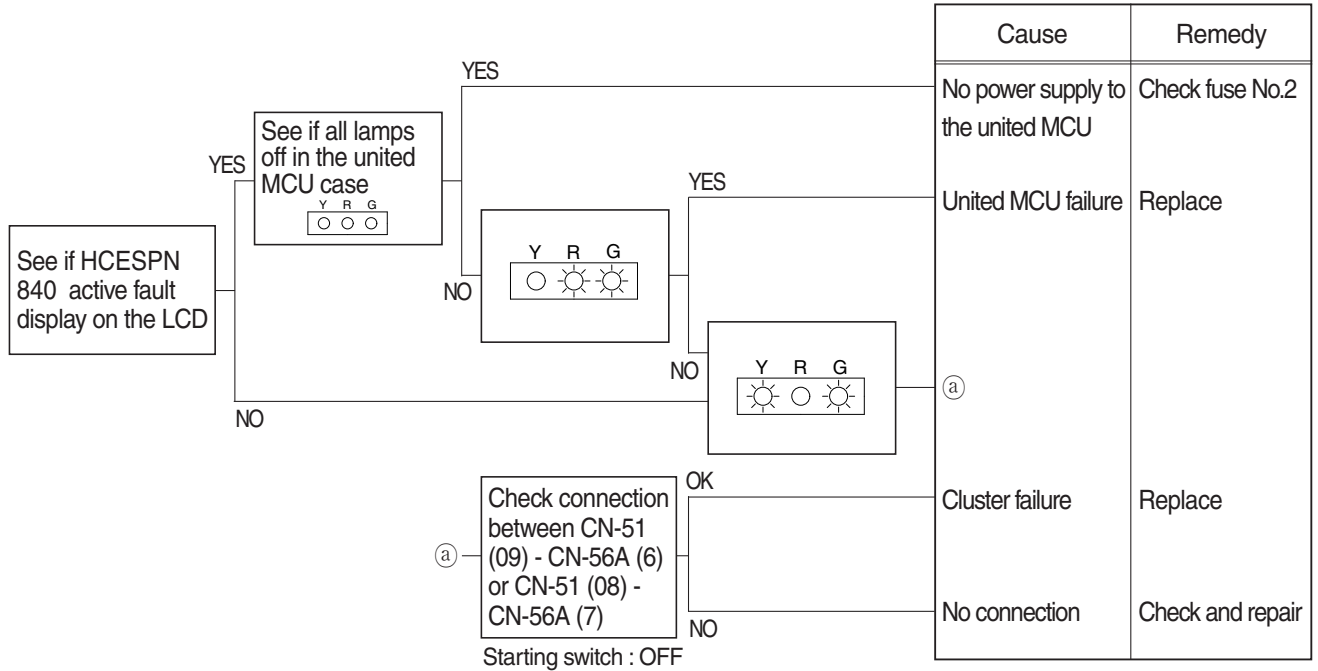 Cause Remedy
YES
No power supply to the united MCU
Check fuse No.2
See if all lamps
off in the united
MCU case
Y R G
YES
YES
United MCU failure Replace
Y R G
See if HCESPN
840 active fault
display on the LCD
NO
NO
Y R G
ⓐ
NO
Check connection
between CN-51
(09) - CN-56A (6)
or CN-51 (08) -
CN-56A (7)
OK
Cluster failure Replace
ⓐ
NO
No connection Check and repair
Starting switch : OFF